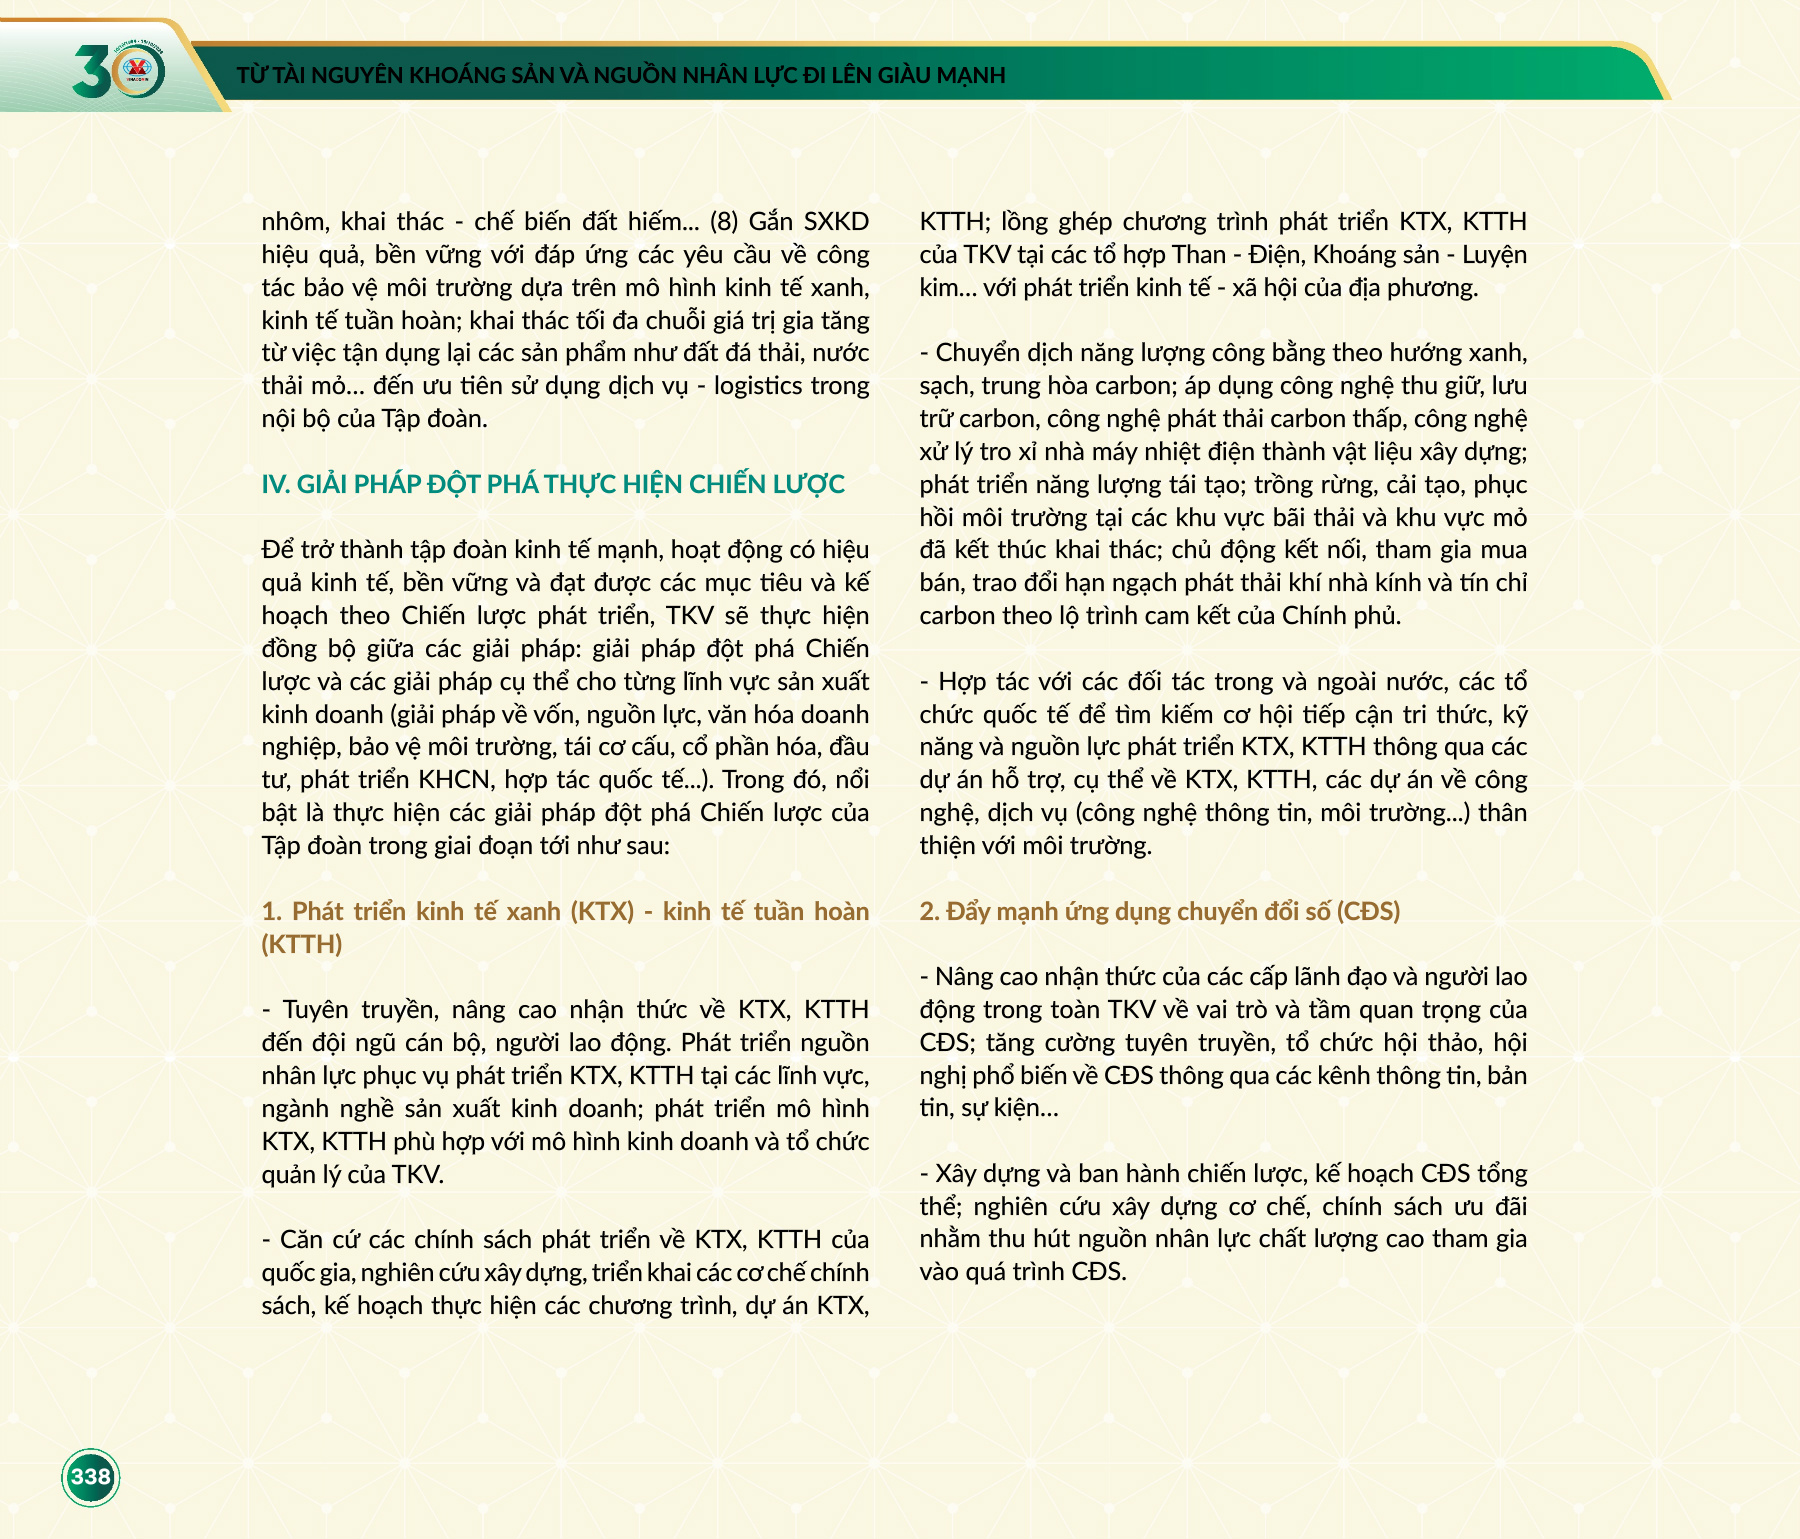 30
TỪ TÀI NGUYÊN KHOÁNG SẢN VÀ NGUỒN NHÂN LỰC ĐI LÊN GIÀU MẠNH
nhôm, khai thác - chế biến đất hiếm... (8) Gắn SXKD
hiệu quả, bền vững với đáp ứng các yêu cầu về công
tác bảo vệ môi trường dựa trên mô hình kinh tế xanh,
kinh tế tuần hoàn; khai thác tối đa chuỗi giá trị gia tăng
từ việc tận dụng lại các sản phẩm như đất đá thải, nước
thải mỏ... đến ưu tiên sử dụng dịch vụ - logistics trong
nội bộ của Tập đoàn.
IV. GIẢI PHÁP ĐỘT PHÁ THỰC HIỆN CHIẾN LƯỢC
Để trở thành tập đoàn kinh tế mạnh, hoạt động có hiệu
quả kinh tế, bền vững và đạt được các mục tiêu và kế
hoạch theo Chiến lược phát triển, TKV sẽ thực hiện
đồng bộ giữa các giải pháp: giải pháp đột phá Chiến
lược và các giải pháp cụ thể cho từng lĩnh vực sản xuất
kinh doanh (giải pháp về vốn, nguồn lực, văn hóa doanh
nghiệp, bảo vệ môi trường, tái cơ cấu, cổ phần hóa, đầu
tư, phát triển KHCN, hợp tác quốc tế...). Trong đó, nổi
bật là thực hiện các giải pháp đột phá Chiến lược của
Tập đoàn trong giai đoạn tới như sau:
1. Phát triển kinh tế xanh (KTX) - kinh tế tuần hoàn
(KTTH)
- Tuyên truyền, nâng cao nhận thức về KTX, KTTH
đến đội ngũ cán bộ, người lao động. Phát triển nguồn
nhân lực phục vụ phát triển KTX, KTTH tại các lĩnh vực,
ngành nghề sản xuất kinh doanh; phát triển mô hình
KTX, KTTH phù hợp với mô hình kinh doanh và tổ chức
quản lý của TKV.
- Căn cứ các chính sách phát triển về KTX, KTTH của
quốc gia, nghiên cứu xây dựng, triển khai các cơ chế chính
sách, kế hoạch thực hiện các chương trình, dự án KTX,
KTTH; lồng ghép chương trình phát triển KTX, KTTH
của TKV tại các tổ hợp Than - Điện, Khoáng sản - Luyện
kim... với phát triển kinh tế - xã hội của địa phương.
- Chuyển dịch năng lượng công bằng theo hướng xanh,
sạch, trung hòa carbon; áp dụng công nghệ thu giữ, lưu
trữ carbon, công nghệ phát thải carbon thấp, công nghệ
xử lý tro xỉ nhà máy nhiệt điện thành vật liệu xây dựng;
phát triển năng lượng tái tạo; trồng rừng, cải tạo, phục
hồi môi trường tại các khu vực bãi thải và khu vực mỏ
đã kết thúc khai thác; chủ động kết nối, tham gia mua
bán, trao đổi hạn ngạch phát thải khí nhà kính và tín chỉ
carbon theo lộ trình cam kết của Chính phủ.
- Hợp tác với các đối tác trong và ngoài nước, các tổ
chức quốc tế để tìm kiếm cơ hội tiếp cận tri thức, kỹ
năng và nguồn lực phát triển KTX, KTTH thông qua các
dự án hỗ trợ, cụ thể về KTX, KTTH, các dự án về công
nghệ, dịch vụ (công nghệ thông tin, môi trường...) thân
thiện với môi trường.
2. Đẩy mạnh ứng dụng chuyển đổi số (CĐS)
- Nâng cao nhận thức của các cấp lãnh đạo và người lao
động trong toàn TKV về vai trò và tầm quan trọng của
CĐS; tăng cường tuyên truyền, tổ chức hội thảo, hội
nghị phổ biến về CĐS thông qua các kênh thông tin, bản
tin, sự kiện...
- Xây dựng và ban hành chiến lược, kế hoạch CĐS tổng
thể; nghiên cứu xây dựng cơ chế, chính sách ưu đãi
nhằm thu hút nguồn nhân lực chất lượng cao tham gia
vào quá trình CĐS.
338